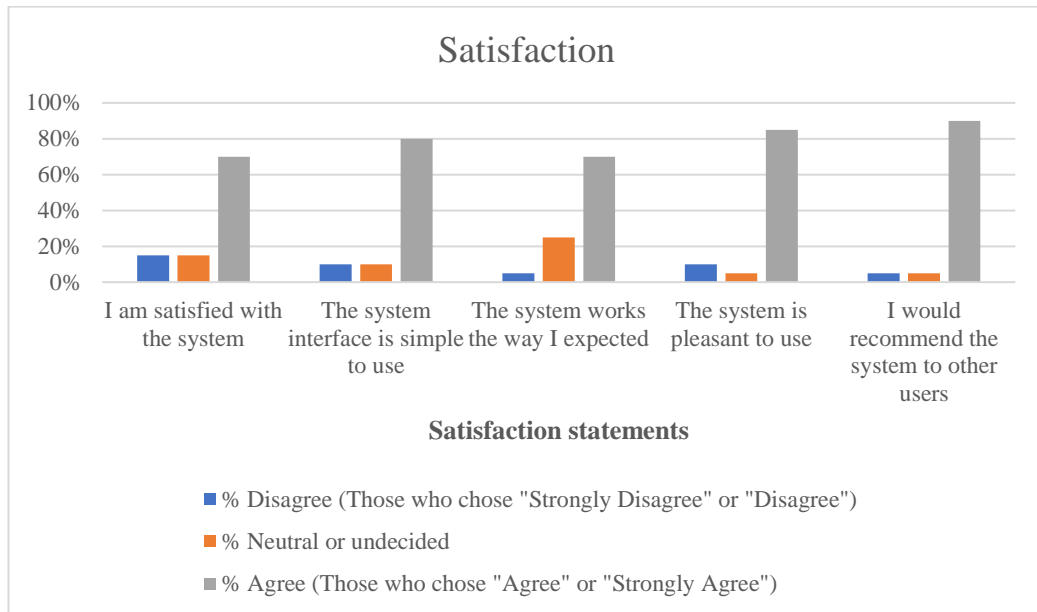 Satisfaction
100%
80%
60%
40%
20%
0%
I am satisfied with
the system
The system
interface is simple
to use
The system works
the way I expected
The system is
pleasant to use
I would
recommend the
system to other
users
Satisfaction statements
% Disagree (Those who chose "Strongly Disagree" or "Disagree")
% Neutral or undecided
% Agree (Those who chose "Agree" or "Strongly Agree")